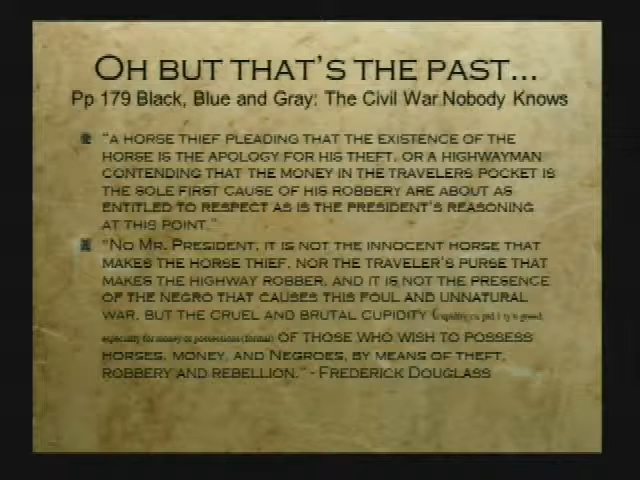 OH BUT THAT'S THE PAST...
Pp 179 Black, Blue and Gray: The Civil War Nobody Knows
"A HORSE THIEF PLEADING THAT THE EXISTENCE OF THE
HORSE IS THE APOLOGY FOR HIS THEFT, OR A HIGHWAYMAN
CONTENDING THAT THE MONEY IN THE TRAVELERS POCKET IS
THE SOLE FIRST CAUSE OF HIS ROBBERY ARE ABOUT AS
ENTITLED TO RESPECT AS IS THE PRESIDENT'S REASONING
AT THIS POINT."
"NO MR. PRESIDENT, IT IS NOT THE INNOCENT HORSE THAT
MAKES THE HORSE THIEF, NOR THE TRAVELER'S PURSE THAT
MAKES THE HIGHWAY ROBBER, AND IT IS NOT THE PRESENCE
OF THE NEGRO THAT CAUSES THIS FOUL AND UNNATURAL
WAR, BUT THE CRUEL AND BRUTAL CUPIDITY (
especially for money or possessions (formal) OF THOSE WHO WISH TO POSSESS
HORSES, MONEY, AND NEGROES, BY MEANS OF THEFT,
ROBBERY AND REBELLION." - FREDERICK DOUGLASS